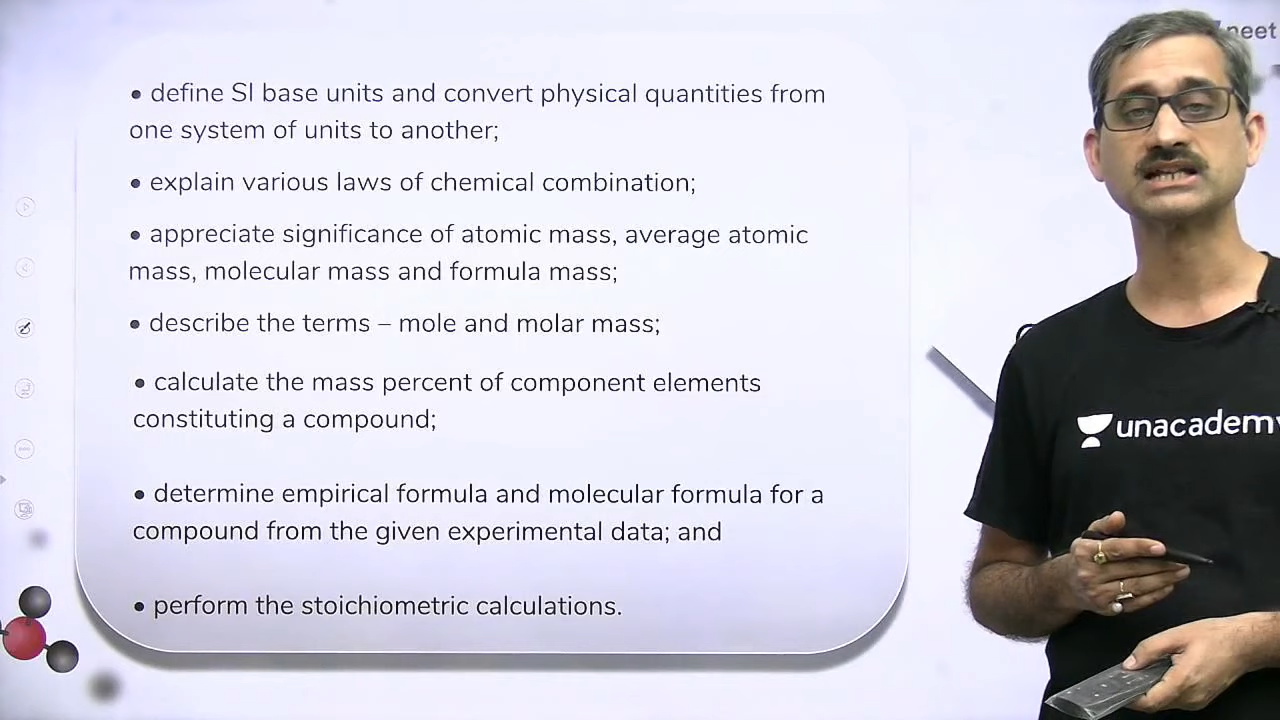 • define SI base units and convert physical quantities from
one system of units to another;
• explain various laws of chemical combination;
• appreciate significance of atomic mass, average atomic
mass, molecular mass and formula mass;
• describe the terms – mole and molar mass;
• calculate the mass percent of component elements
constituting a compound;
• determine empirical formula and molecular formula for a
compound from the given experimental data; and
• perform the stoichiometric calculations.
neet
unacademy